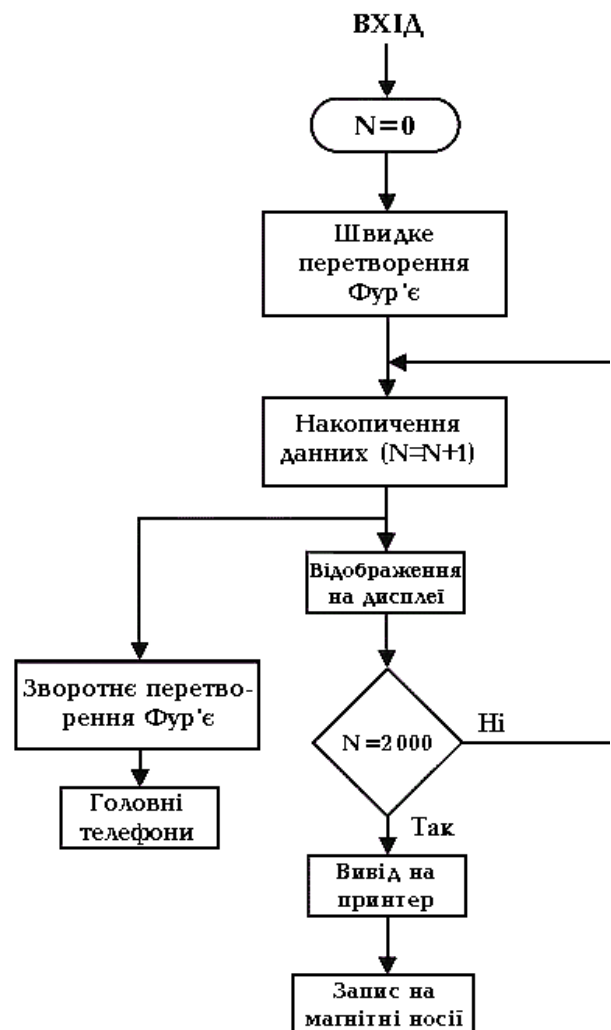 ВХІД
N=0
Швидке
перетворення
Фур'є
Накопичення
данних (N=N+1)
Відображення
на дисплеї
Зворотнє перетво-
рення Фур'є
Головні
телефони
N=2000
Ні
Так
Вивід на
принтер
Запис на
магнітні носії